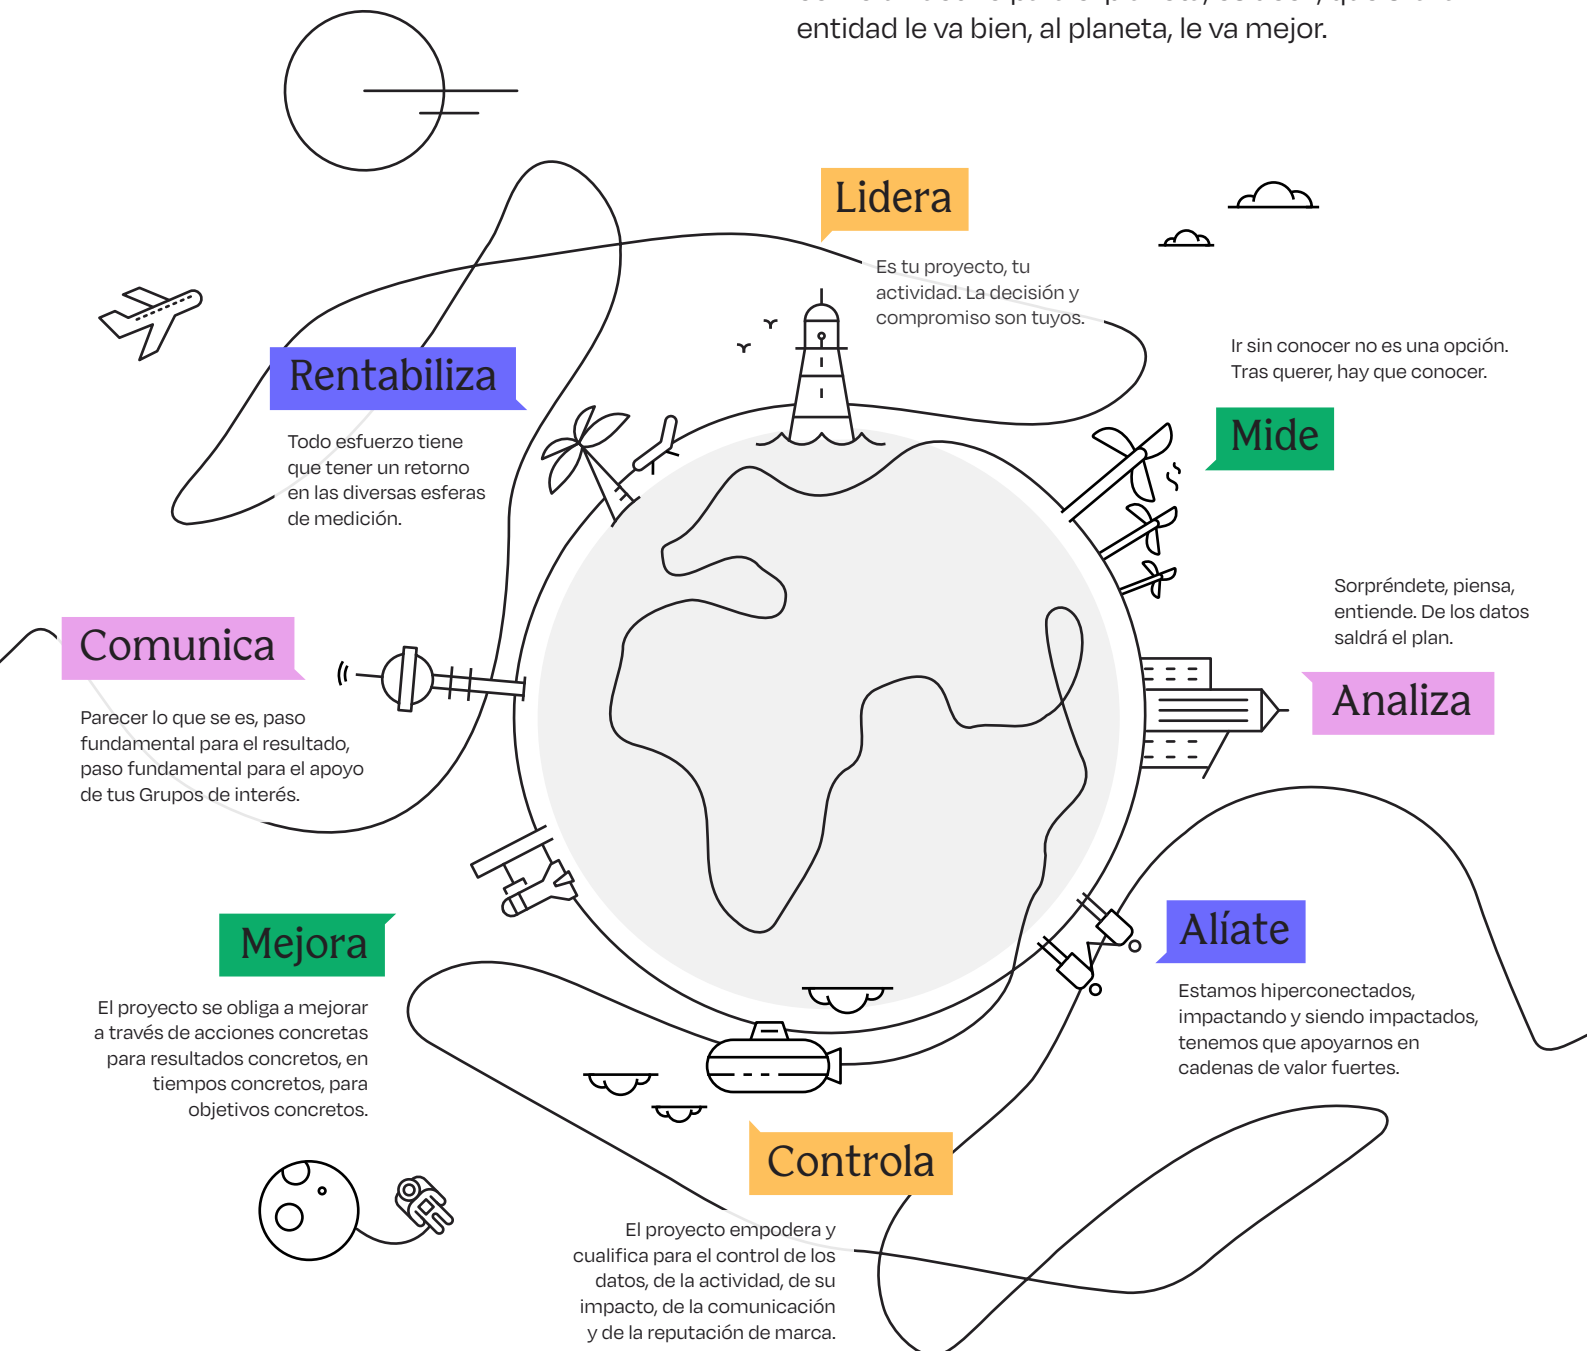 entidad le va bien, al planeta, le va mejor.
Lidera
Es tu proyecto, tu
actividad. La decisión y
compromiso son tuyos.
Ir sin conocer no es una opción.
Tras querer, hay que conocer.
Mide
Rentabiliza
Todo esfuerzo tiene
que tener un retorno
en las diversas esferas
de medición.
Sorpréndete, piensa,
entiende. De los datos
saldrá el plan.
Analiza
Comunica
Parecer lo que se es, paso
fundamental para el resultado,
paso fundamental para el apoyo
de tus Grupos de interés.
Alíate
Estamos hiperconectados,
impactando y siendo impactados,
tenemos que apoyarnos en
cadenas de valor fuertes.
Mejora
El proyecto se obliga a mejorar
a través de acciones concretas
para resultados concretos, en
tiempos concretos, para
objetivos concretos.
Controla
El proyecto empodera y
cualifica para el control de los
datos, de la actividad, de su
impacto, de la comunicación
y de la reputación de marca.